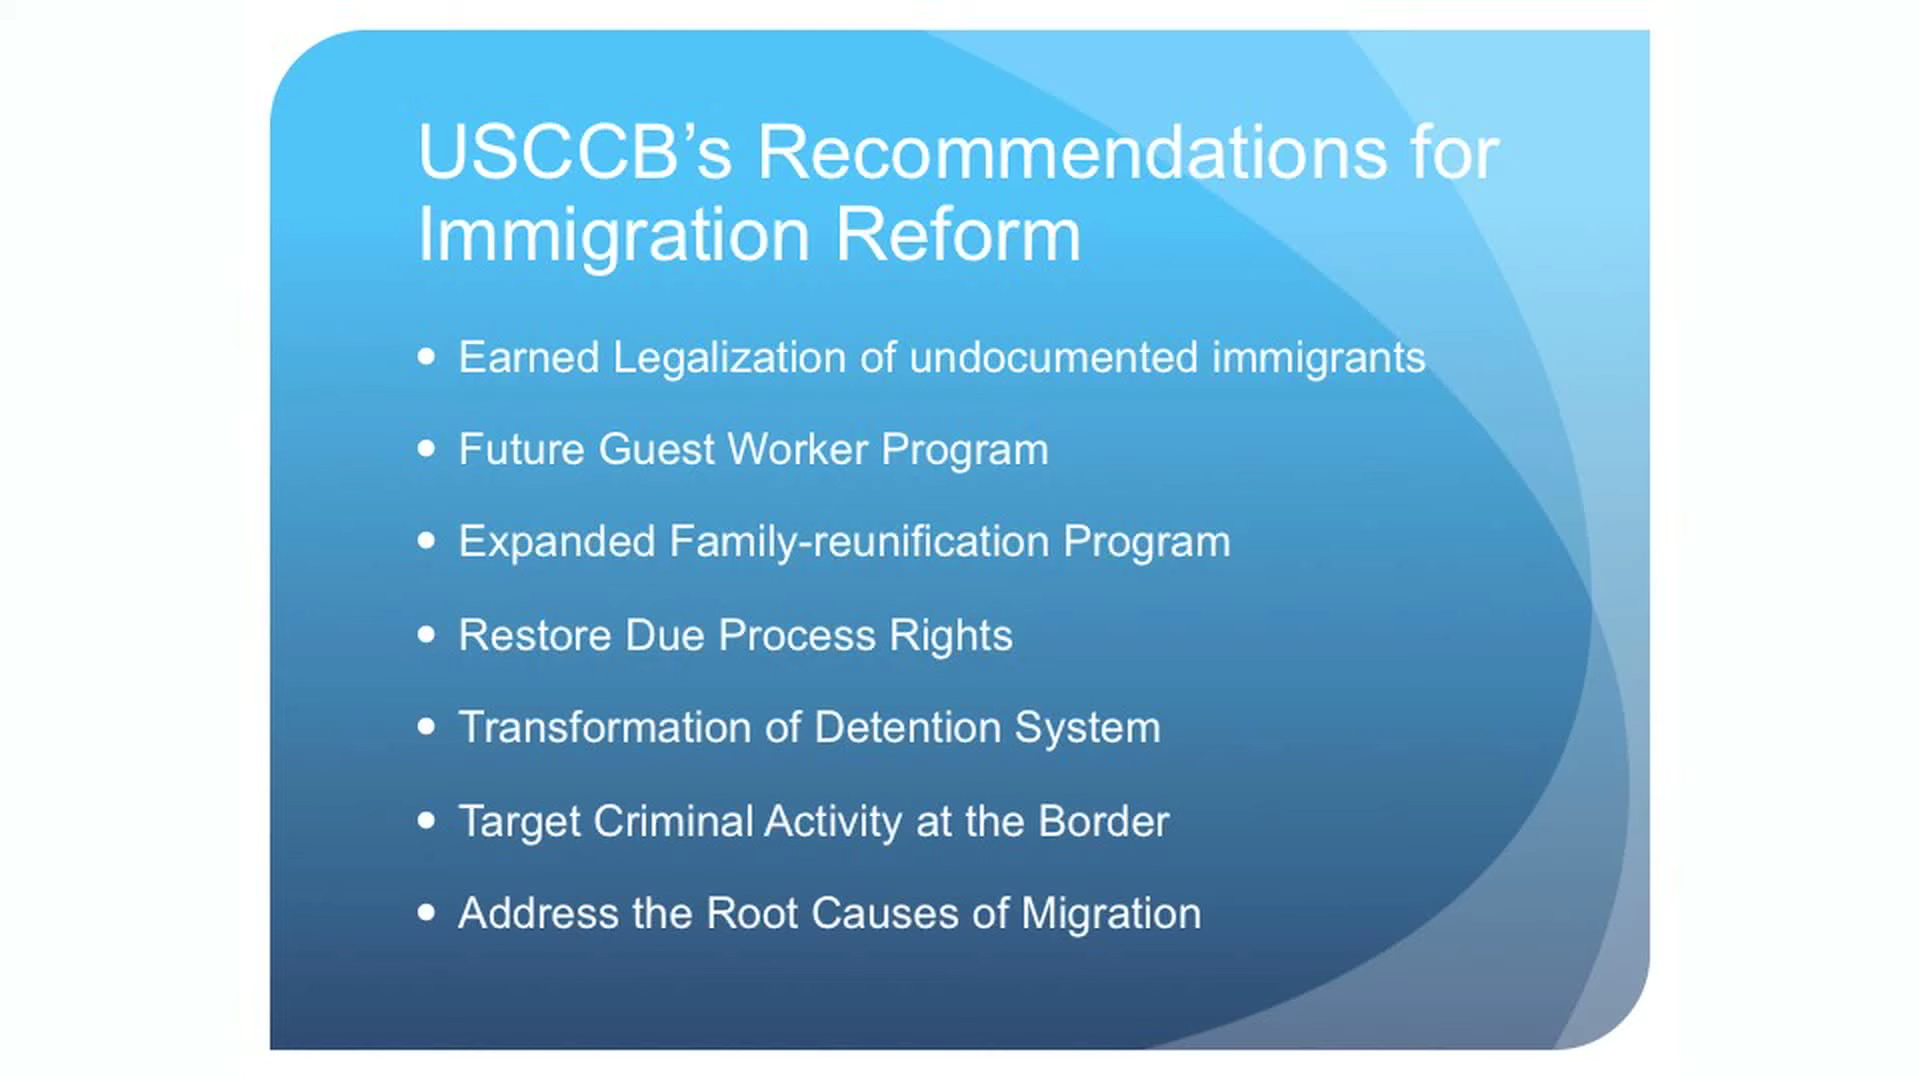 USCCB’s Recommendations for
Immigration Reform
• Earned Legalization of undocumented immigrants
• Future Guest Worker Program
• Expanded Family-reunification Program
• Restore Due Process Rights
• Transformation of Detention System
• Target Criminal Activity at the Border
• Address the Root Causes of Migration